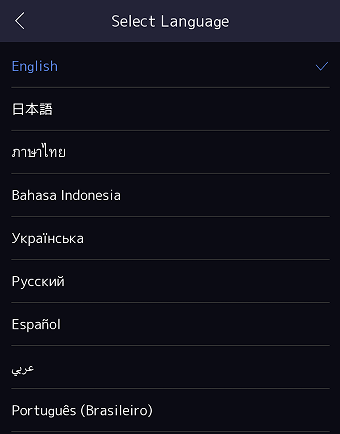 Select Language
English
日本語
ภาษาไทย
Bahasa Indonesia
Українська
Русский
Español
عربي
Português (Brasileiro)